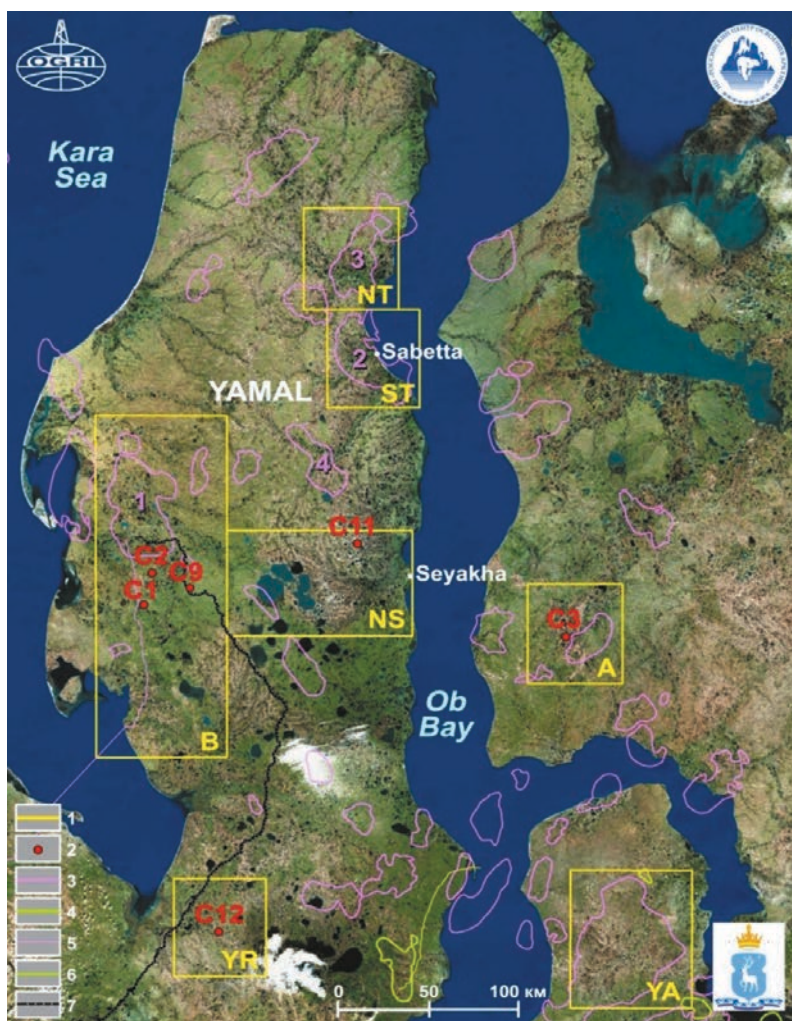 OGRI
Kara
Sea
3
NT
2
Sabetta
ST
YAMAL
4
1
C11
C2
C9
Seyakha
C1
C3
NS
A
Ob
Bay
B
1
2
3
4
5
6
7
C12
YR
YA
0
50
100 км